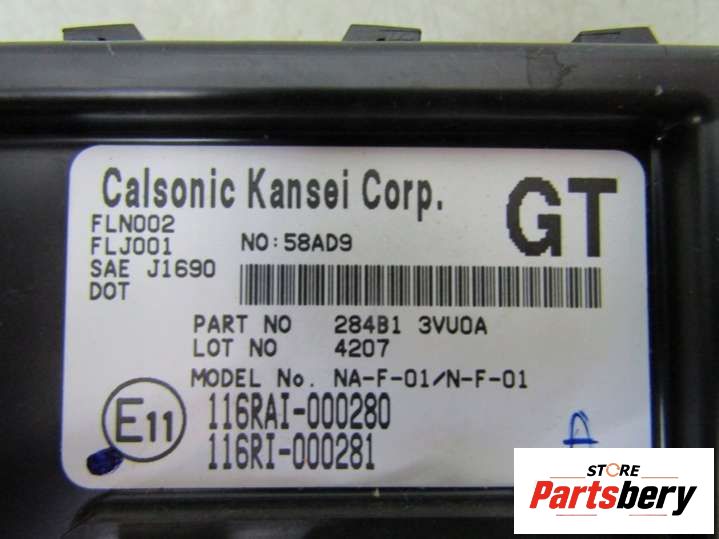 Calsonic Kansei Corp.
GT
FLN002
FLJ001
NO:58AD9
SAE J1690
DOT
PART NO 284B1 3VU0A
LOT NO 4207
MODEL No. NA-F-01/N-F-01
E11
116RAI-000280
116RI-000281
A
STORE
Partsbery